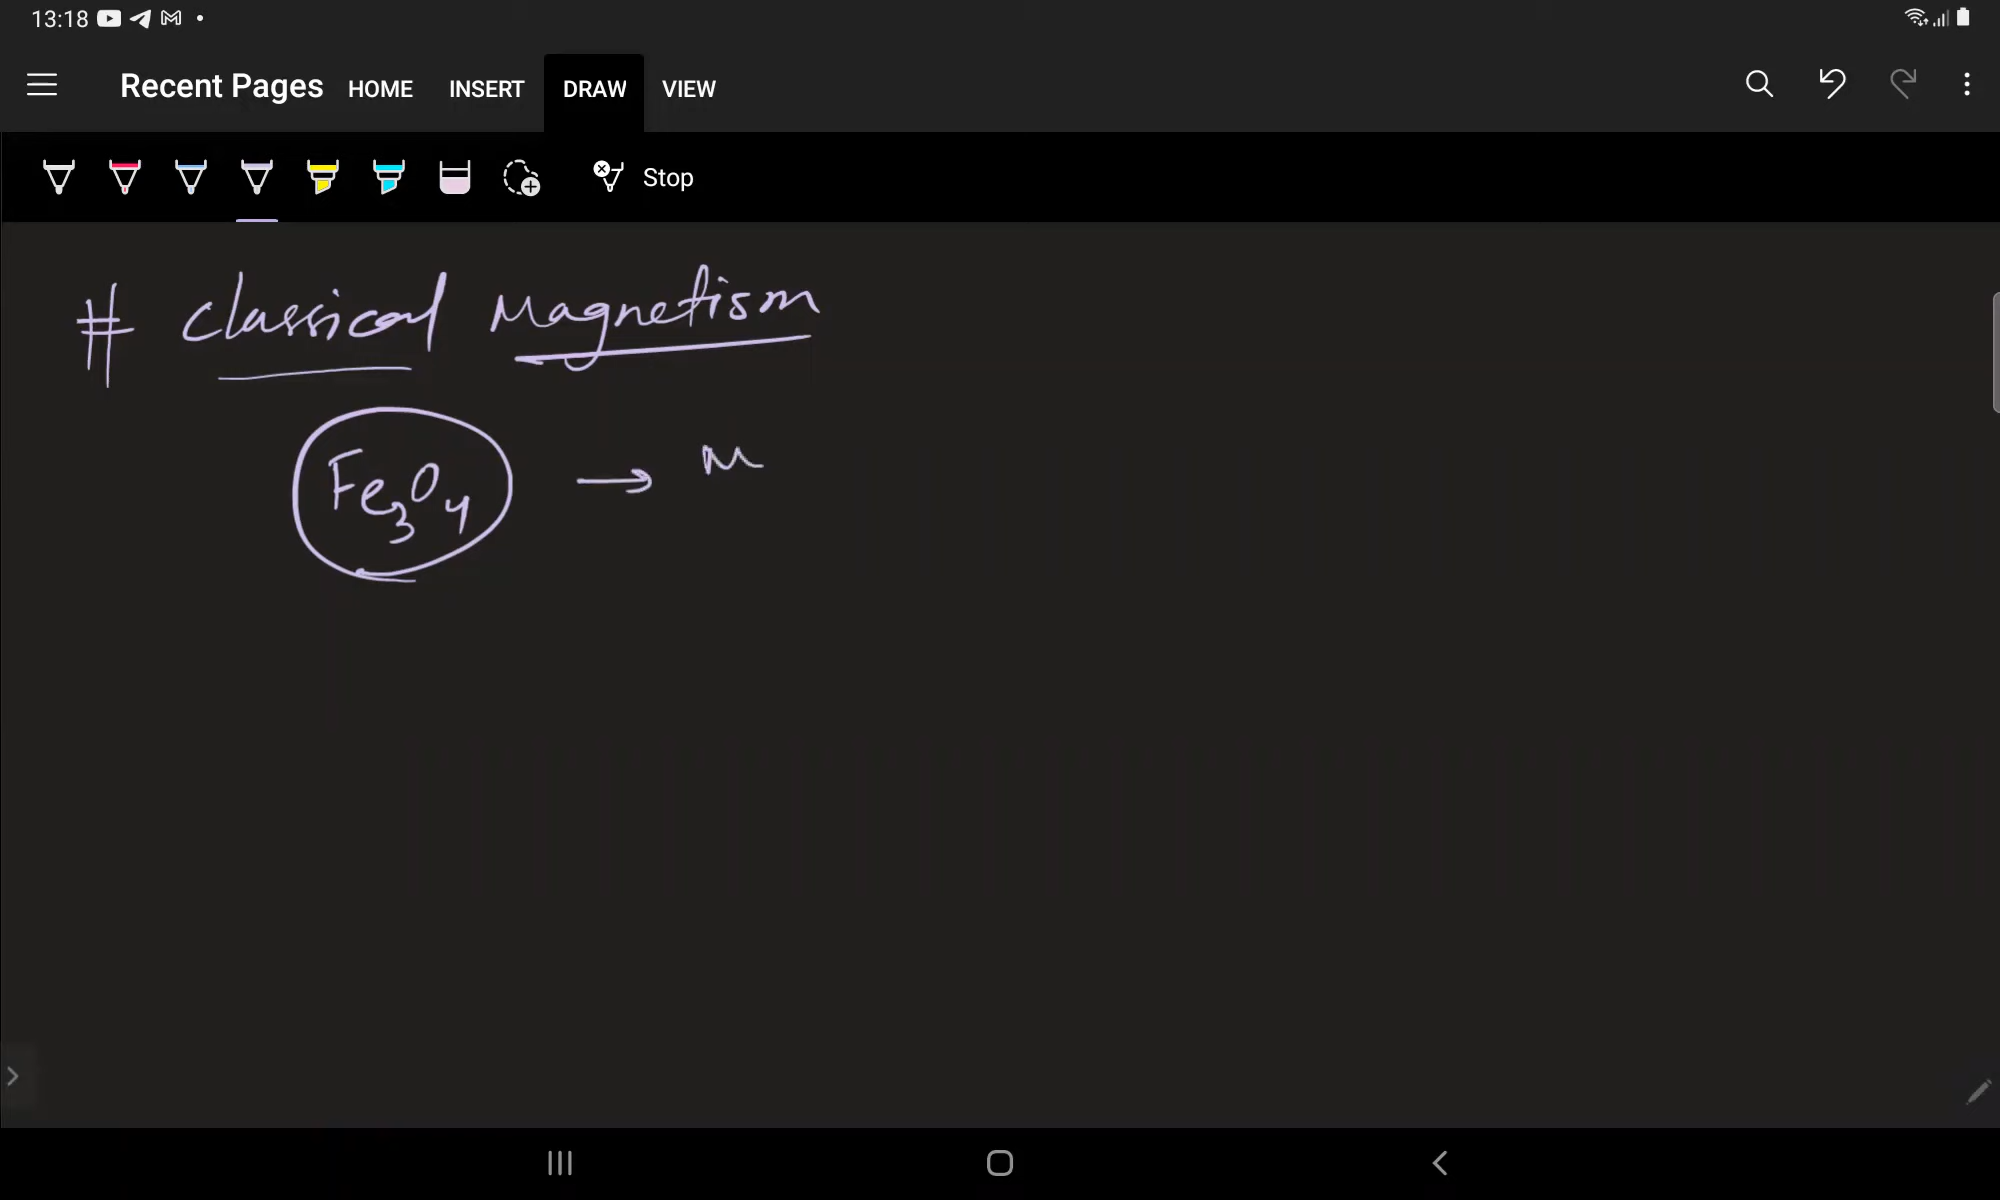 13:18
Recent Pages HOME INSERT DRAW VIEW
Stop
# Classical Magnetism
Fe₃O₄ → M